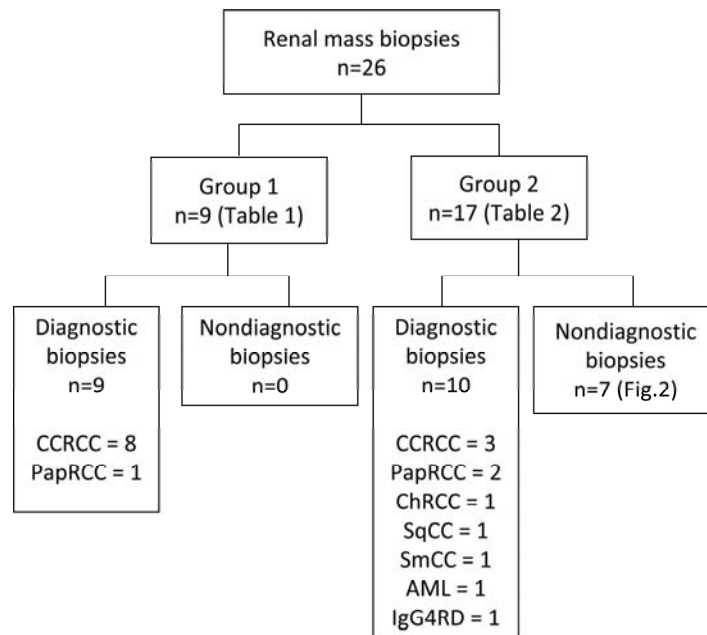 Renal mass biopsies
n=26
Group 1
n=9 (Table 1)
Group 2
n=17 (Table 2)
Diagnostic
biopsies
n=9
CCRCC = 8
PapRCC = 1
Nondiagnostic
biopsies
n=0
Diagnostic
biopsies
n=10
CCRCC = 3
PapRCC = 2
ChRCC = 1
SqCC = 1
SmCC = 1
AML = 1
IgG4RD = 1
Nondiagnostic
biopsies
n=7 (Fig.2)